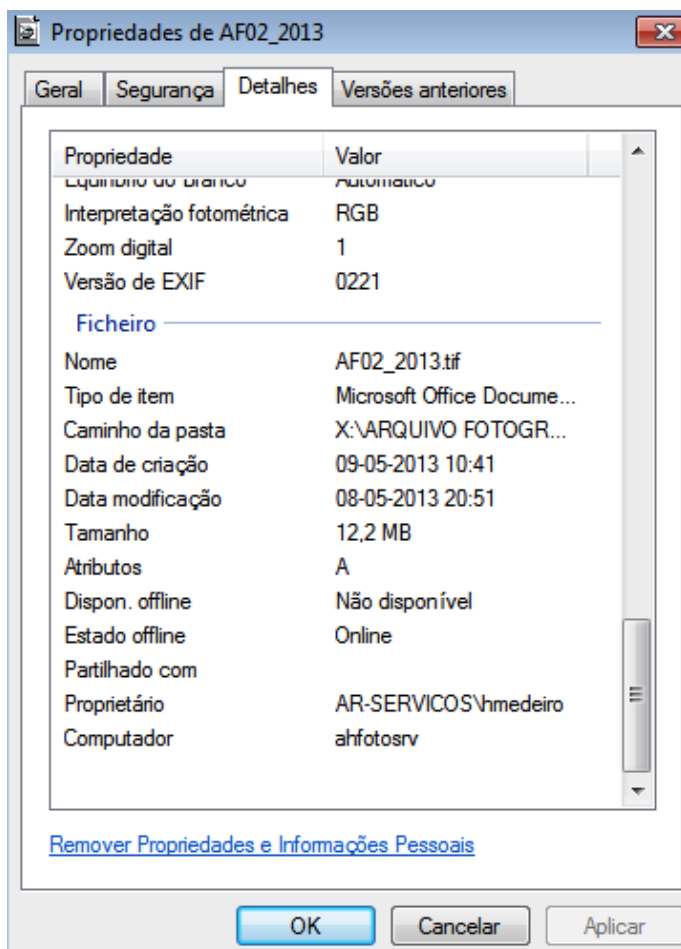 Propriedades de AF02_2013
Geral Segurança Detalhes Versões anteriores
Propriedade Valor
Equilíbrio do branco Automático
Interpretação fotométrica RGB
Zoom digital 1
Versão de EXIF 0221
Ficheiro
Nome AF02_2013.tif
Tipo de item Microsoft Office Docume...
Caminho da pasta X:\ARQUIVO FOTOGR...
Data de criação 09-05-2013 10:41
Data modificação 08-05-2013 20:51
Tamanho 12,2 MB
Atributos A
Dispon. offline Não disponível
Estado offline Online
Partilhado com
Proprietário AR-SERVICOS\hmedeiro
Computador ahfotosrv
Remover Propriedades e Informações Pessoais
OK Cancelar Aplicar